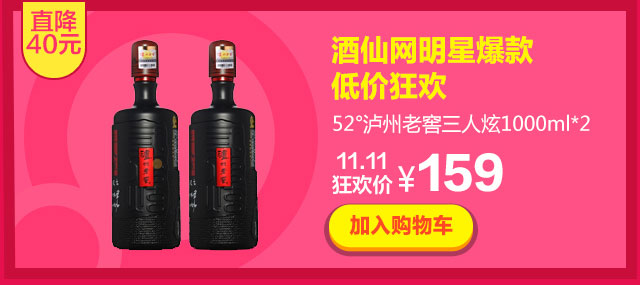 直降
40元
酒仙网明星爆款
低价狂欢
52°泸州老窖三人炫1000ml*2
11.11
狂欢价
¥159
加入购物车